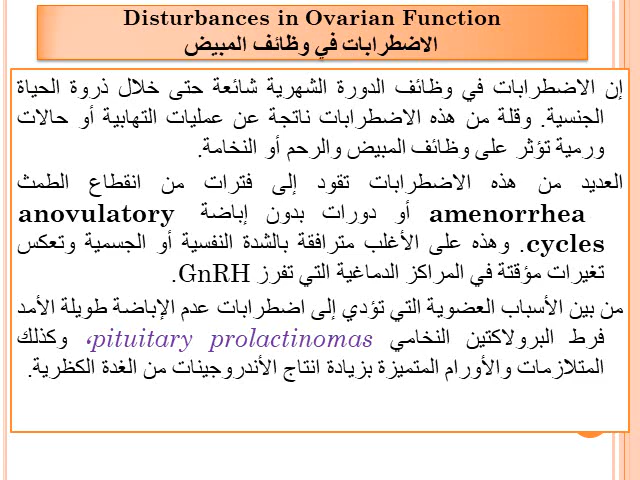 Disturbances in Ovarian Function
الاضطرابات في وظائف المبيض
إن الاضطرابات في وظائف الدورة الشهرية شائعة حتى خلال ذروة الحياة
الجنسية. وقلة من هذه الاضطرابات ناتجة عن عمليات التهابية أو حالات
ورمية تؤثر على وظائف المبيض والرحم أو النخامة.
العديد من هذه الاضطرابات تقود إلى فترات من انقطاع الطمث
amenorrhea أو دورات بدون إباضة anovulatory
cycles. وهذه على الأغلب مترافقة بالشدة النفسية أو الجسمية وتعكس
تغيرات مؤقتة في المراكز الدماغية التي تفرز GnRH.
من بين الأسباب العضوية التي تؤدي إلى اضطرابات عدم الإباضة طويلة الأمد
فرط البرولاكتين النخامي pituitary prolactinomas، وكذلك
المتلازمات والأورام المتميزة بزيادة انتاج الأندروجينات من الغدة الكظرية.